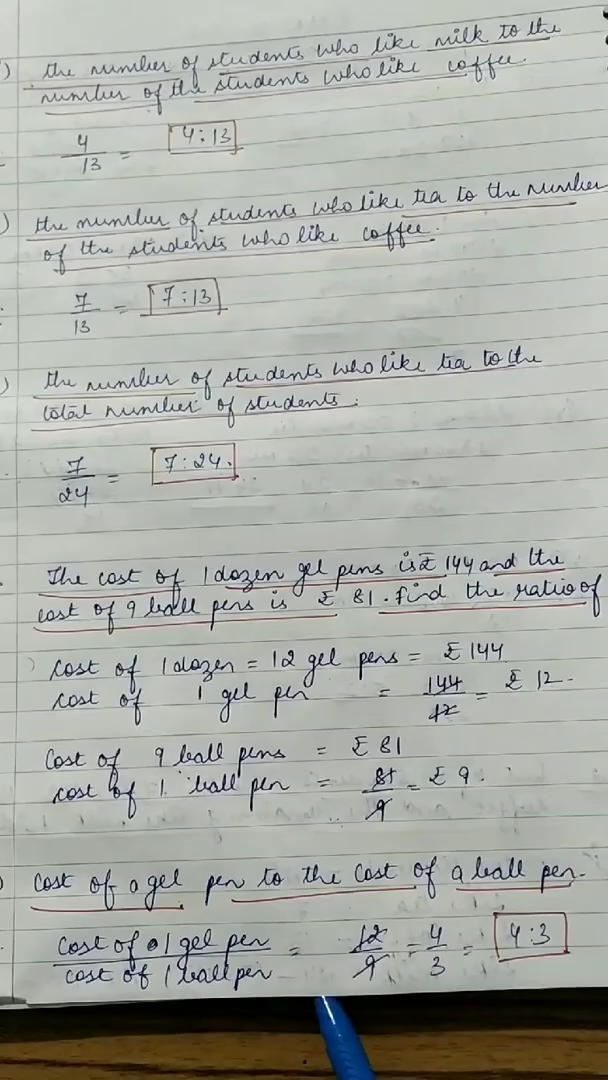 ) the number of students who like milk to the
number of the students who like coffee.
4/13 = 4:13
) the number of students who like tea to the number
of the students who like coffee.
7/13 = 7:13
) the number of students who like tea to the
total number of students.
7/24 = 7:24.
The cost of 1 dozen gel pens is ₹ 144 and the
cost of 9 ball pens is ₹ 81. Find the ratio of
) cost of 1 dozen = 12 gel pens = ₹ 144
cost of 1 gel pen = 144/12 = ₹ 12.
Cost of 9 ball pens = ₹ 81
cost of 1 ball pen = 81/9 = ₹ 9.
) cost of a gel pen to the cost of a ball pen.
cost of 1 gel pen/cost of 1 ball pen = 12/9 = 4/3 = 4:3